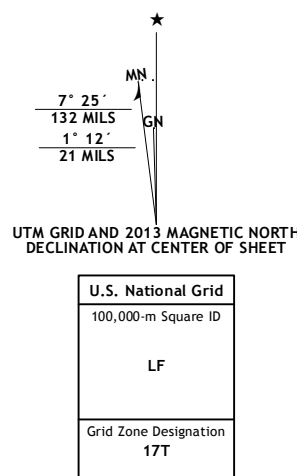 ★
MN
GN
7° 25´
132 MILS
1° 12´
21 MILS
UTM GRID AND 2013 MAGNETIC NORTH
DECLINATION AT CENTER OF SHEET
U.S. National Grid
100,000-m Square ID
LF
Grid Zone Designation
17T